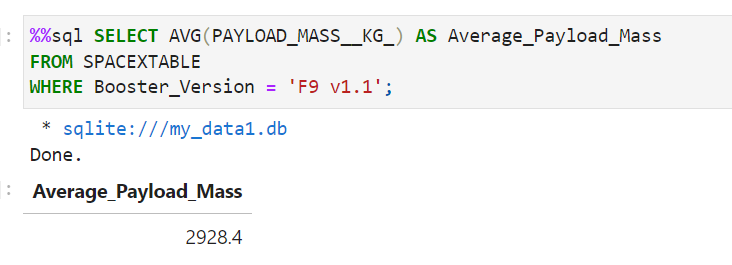 ]: %%sql SELECT AVG(PAYLOAD_MASS__KG_) AS Average_Payload_Mass
FROM SPACEXTABLE
WHERE Booster_Version = 'F9 v1.1';
* sqlite:///my_data1.db
Done.
]: Average_Payload_Mass
2928.4